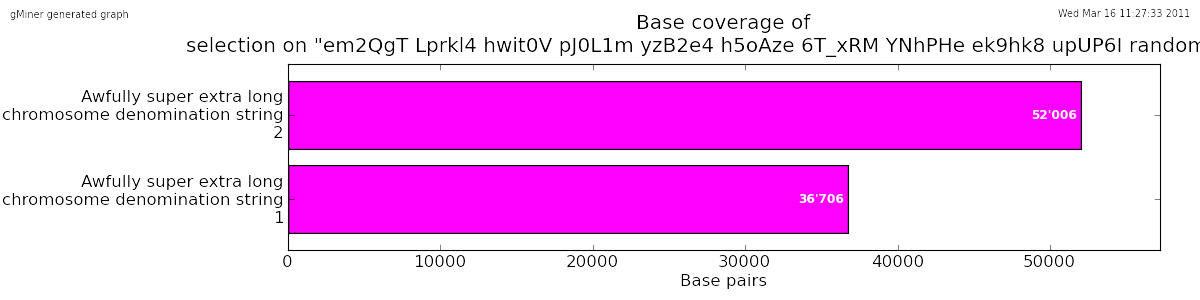 gMiner generated graph
Wed Mar 16 11:27:33 2011
Base coverage of
selection on "em2QgT Lprkl4 hwit0V pJ0L1m yzB2e4 h5oAze 6T_xRM YNhPHe ek9hk8 upUP6I random
Awfully super extra long
chromosome denomination string
2
52'006
Awfully super extra long
chromosome denomination string
1
36'706
0 10000 20000 30000 40000 50000
Base pairs